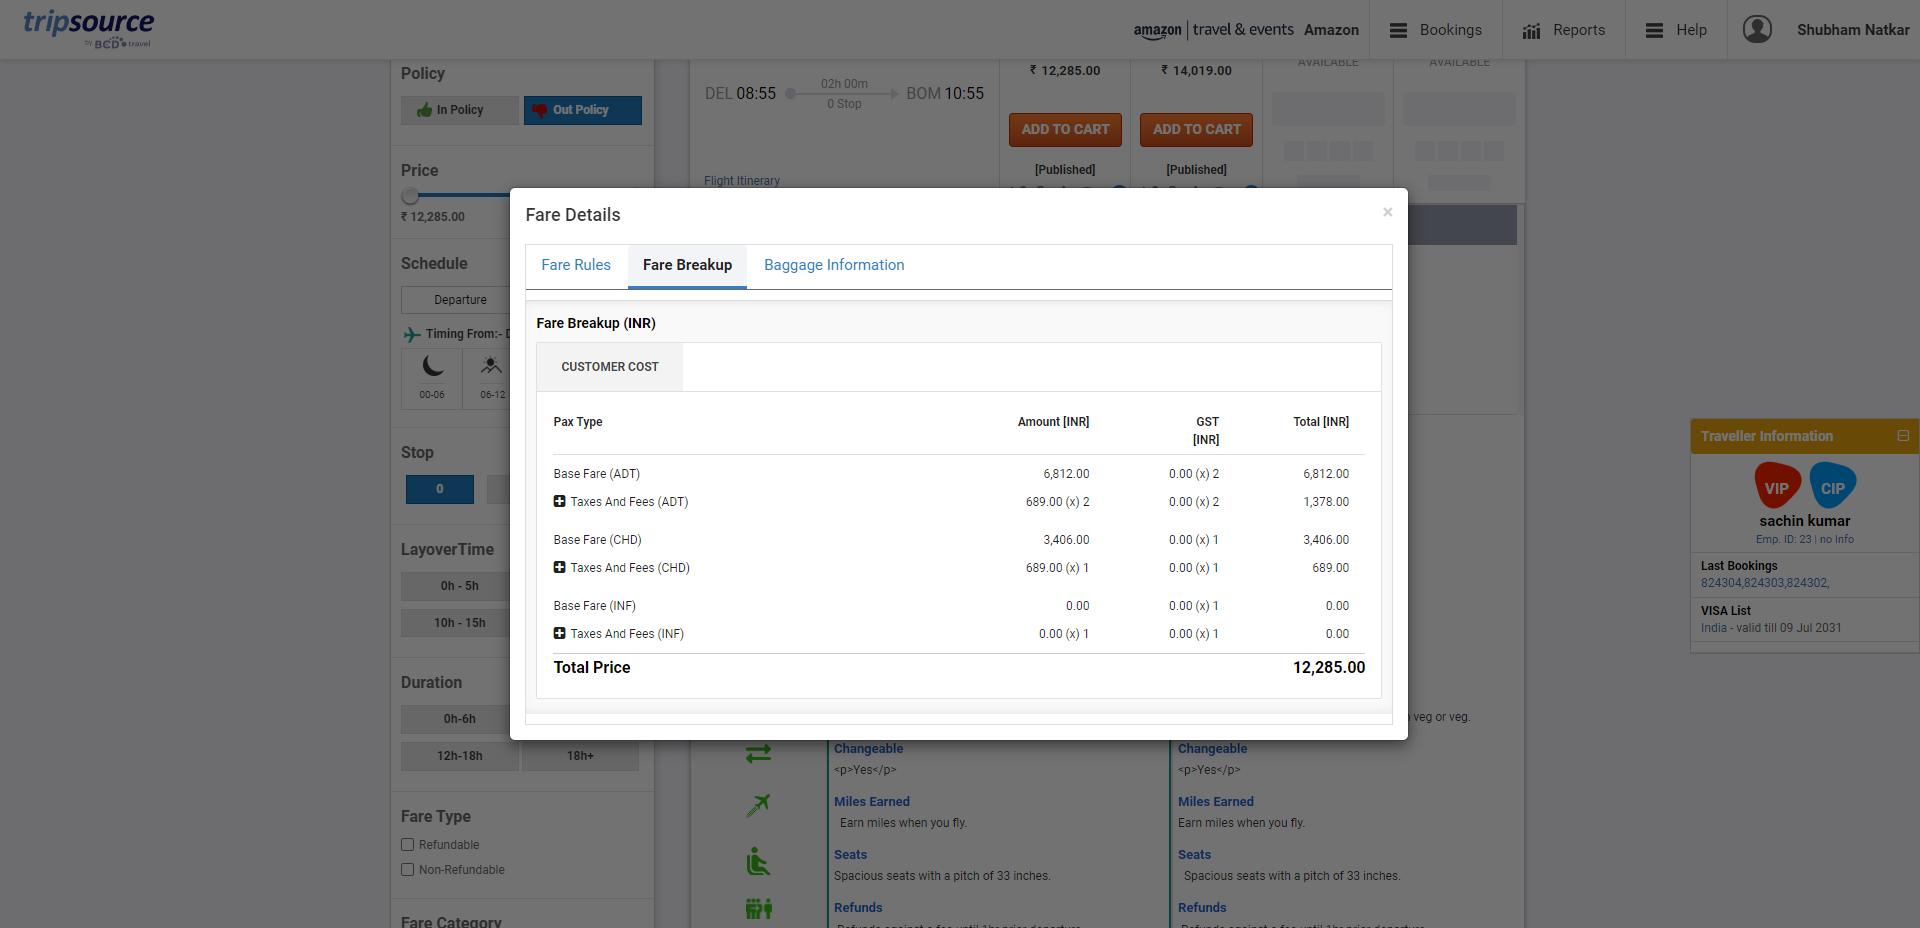 tripsource
by BCD travel
amazon | travel & events Amazon
Bookings
Reports
Help
Shubham Natkar
Policy
In Policy
Out Policy
Price
₹ 12,285.00
Schedule
Departure
Timing From:- D
00-06
06-12
Stop
0
LayoverTime
0h - 5h
10h - 15h
Duration
0h-6h
12h-18h
18h+
Fare Type
Refundable
Non-Refundable
Fare Category
DEL 08:55
02h 00m
0 Stop
BOM 10:55
Flight Itinerary
₹ 12,285.00
ADD TO CART
[Published]
₹ 14,019.00
ADD TO CART
[Published]
AVAILABLE
AVAILABLE
Fare Details
×
Fare Rules
Fare Breakup
Baggage Information
Fare Breakup (INR)
CUSTOMER COST
Pax Type Amount [INR] GST [INR] Total [INR]
Base Fare (ADT) 6,812.00 0.00 (x) 2 6,812.00
Taxes And Fees (ADT) 689.00 (x) 2 0.00 (x) 2 1,378.00
Base Fare (CHD) 3,406.00 0.00 (x) 1 3,406.00
Taxes And Fees (CHD) 689.00 (x) 1 0.00 (x) 1 689.00
Base Fare (INF) 0.00 0.00 (x) 1 0.00
Taxes And Fees (INF) 0.00 (x) 1 0.00 (x) 1 0.00
Total Price 12,285.00
veg or veg.
Changeable
<p>Yes</p>
Miles Earned
Earn miles when you fly.
Seats
Spacious seats with a pitch of 33 inches.
Refunds
Changeable
<p>Yes</p>
Miles Earned
Earn miles when you fly.
Seats
Spacious seats with a pitch of 33 inches.
Refunds
Traveller Information
VIP
CIP
sachin kumar
Emp. ID: 23 | no Info
Last Bookings
824304,824303,824302,
VISA List
India - valid till 09 Jul 2031